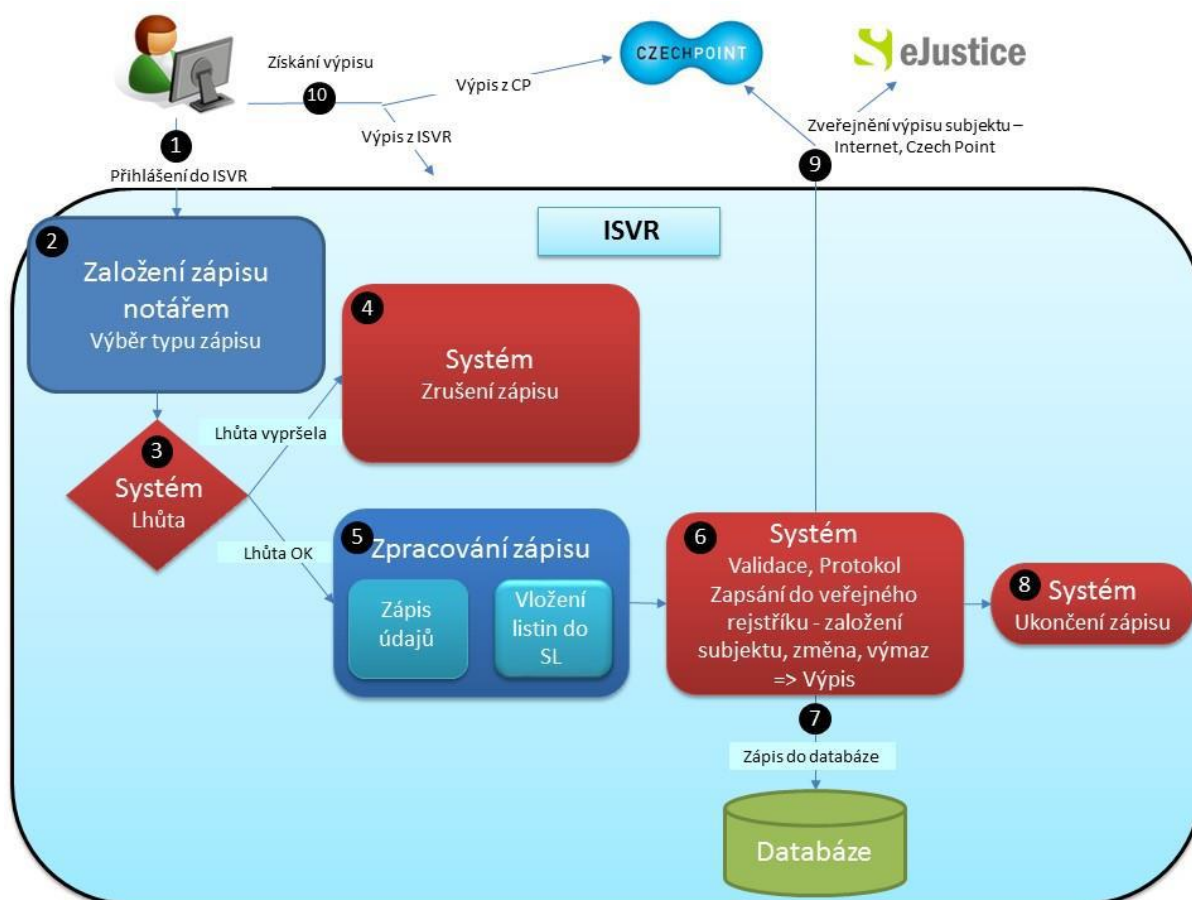 Získání výpisu
10
CZECHPOINT
eJustice
Výpis z CP
Výpis z ISVR
1
Přihlášení do ISVR
Zveřejnění výpisu subjektu –
Internet, Czech Point
9
ISVR
2
Založení zápisu
notářem
Výběr typu zápisu
4
Systém
Zrušení zápisu
Lhůta vypršela
3
Systém
Lhůta
Lhůta OK
5
Zpracování zápisu
Zápis
údajů
Vložení
listin do
SL
6
Systém
Validace, Protokol
Zapsání do veřejného
rejstříku - založení
subjektu, změna, výmaz
=> Výpis
8
Systém
Ukončení zápisu
7
Zápis do databáze
Databáze